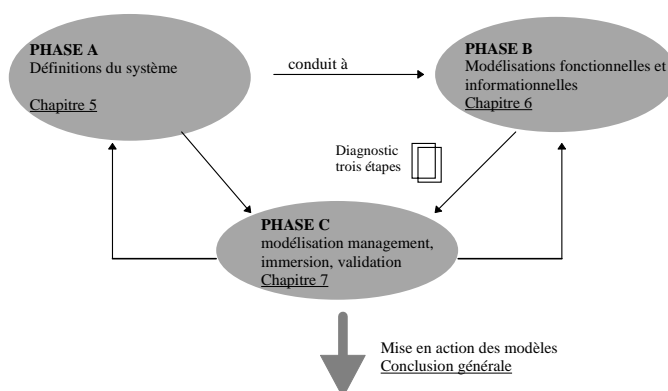 PHASE A
Définitions du système
Chapitre 5
conduit à
PHASE B
Modélisations fonctionnelles et
informationnelles
Chapitre 6
Diagnostic
trois étapes
PHASE C
modélisation management,
immersion, validation
Chapitre 7
Mise en action des modèles
Conclusion générale